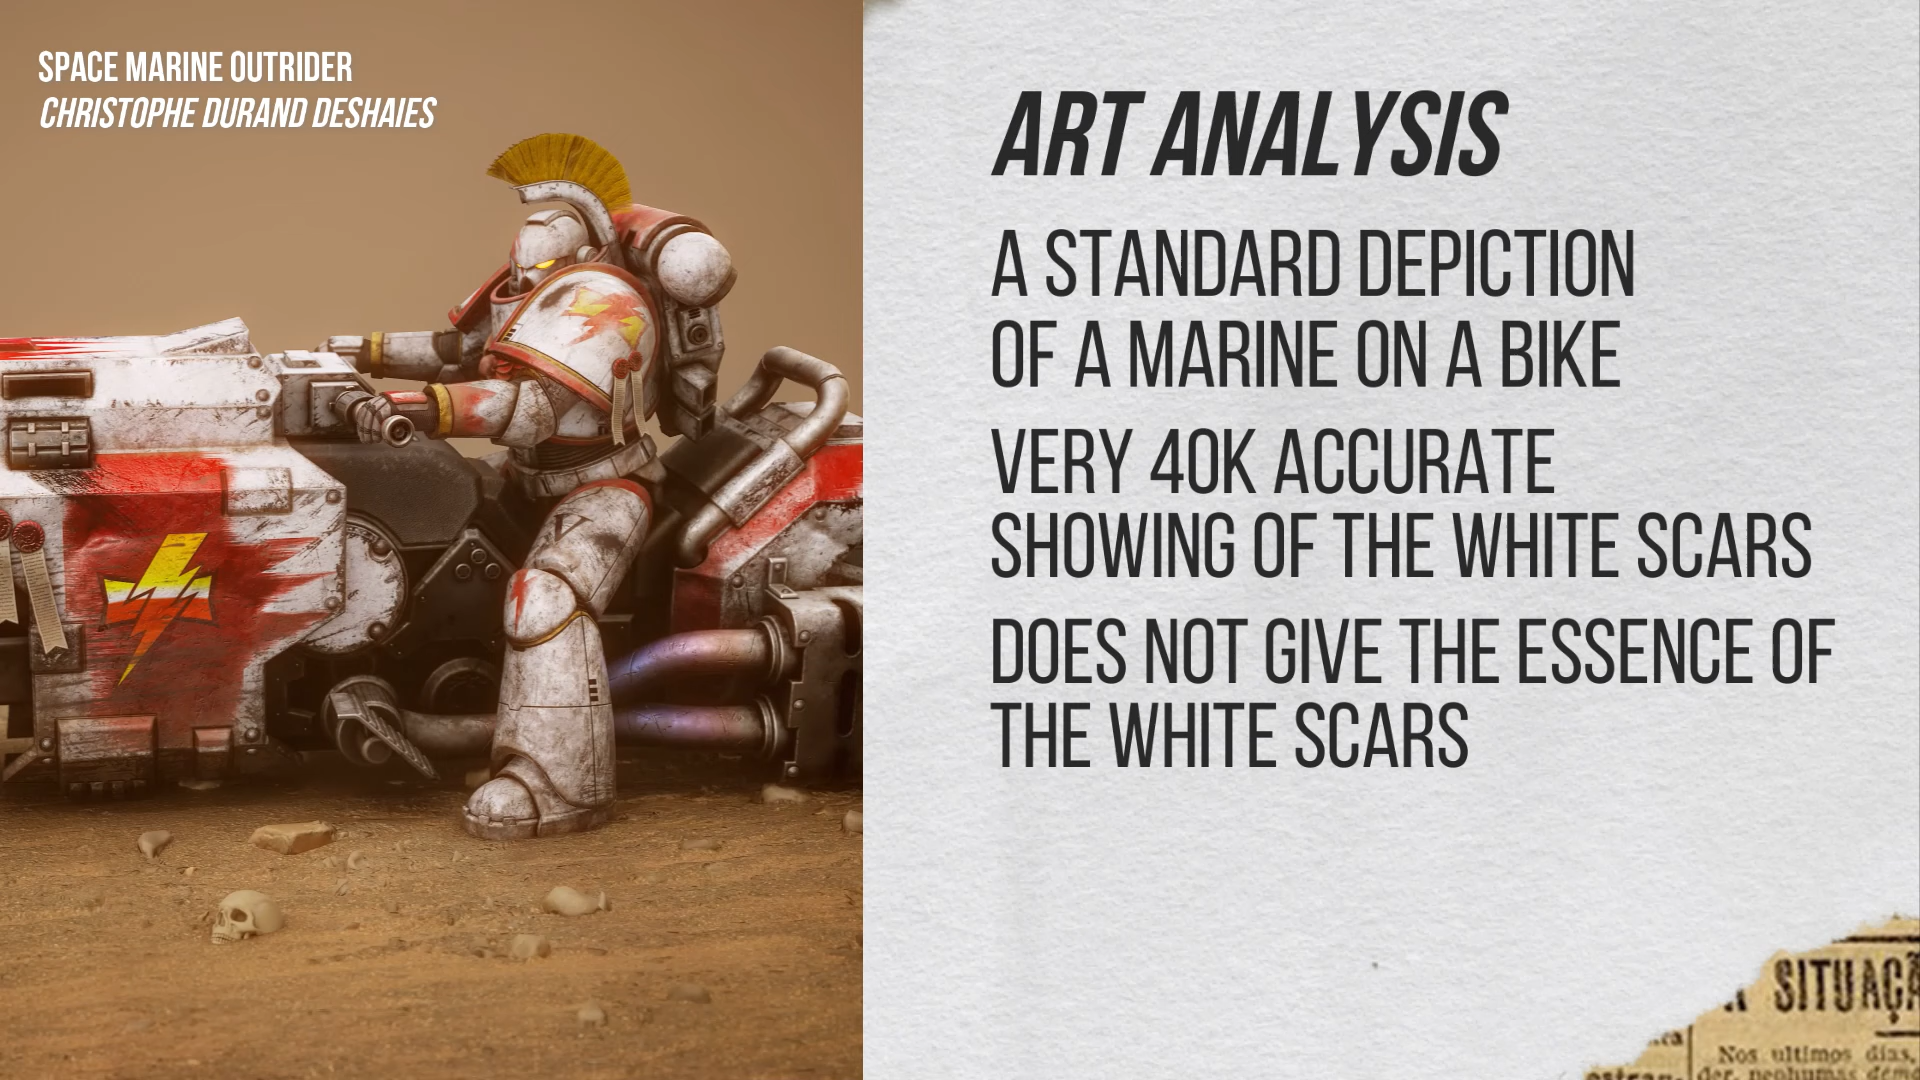 SPACE MARINE OUTRIDER
CHRISTOPHE DURAND DESHAIES
ART ANALYSIS
A STANDARD DEPICTION
OF A MARINE ON A BIKE
VERY 40K ACCURATE
SHOWING OF THE WHITE SCARS
DOES NOT GIVE THE ESSENCE OF
THE WHITE SCARS
V
Nos ultimos dias,